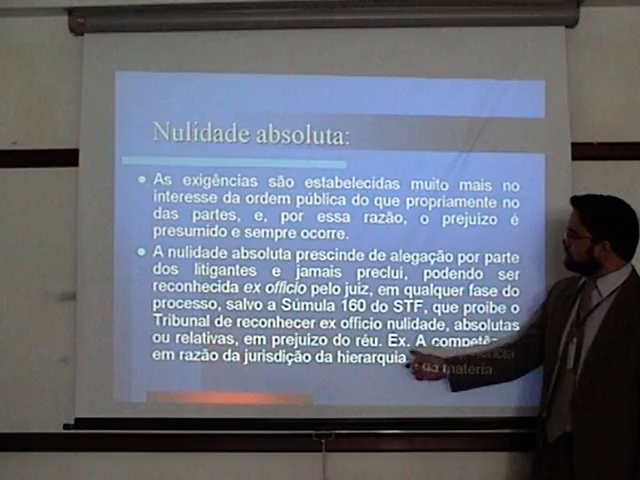 Nulidade absoluta:
As exigências são estabelecidas muito mais no
interesse da ordem pública do que propriamente no
das partes, e, por essa razão, o prejuízo é
presumido e sempre ocorre.
A nulidade absoluta prescinde de alegação por parte
dos litigantes e jamais preclui, podendo ser
reconhecida ex officio pelo juiz, em qualquer fase do
processo, salvo a Súmula 160 do STF, que proibe o
Tribunal de reconhecer ex officio nulidade, absolutas
ou relativas, em prejuizo do réu. Ex. A competência
em razão da jurisdição da hierarquia da matéria.